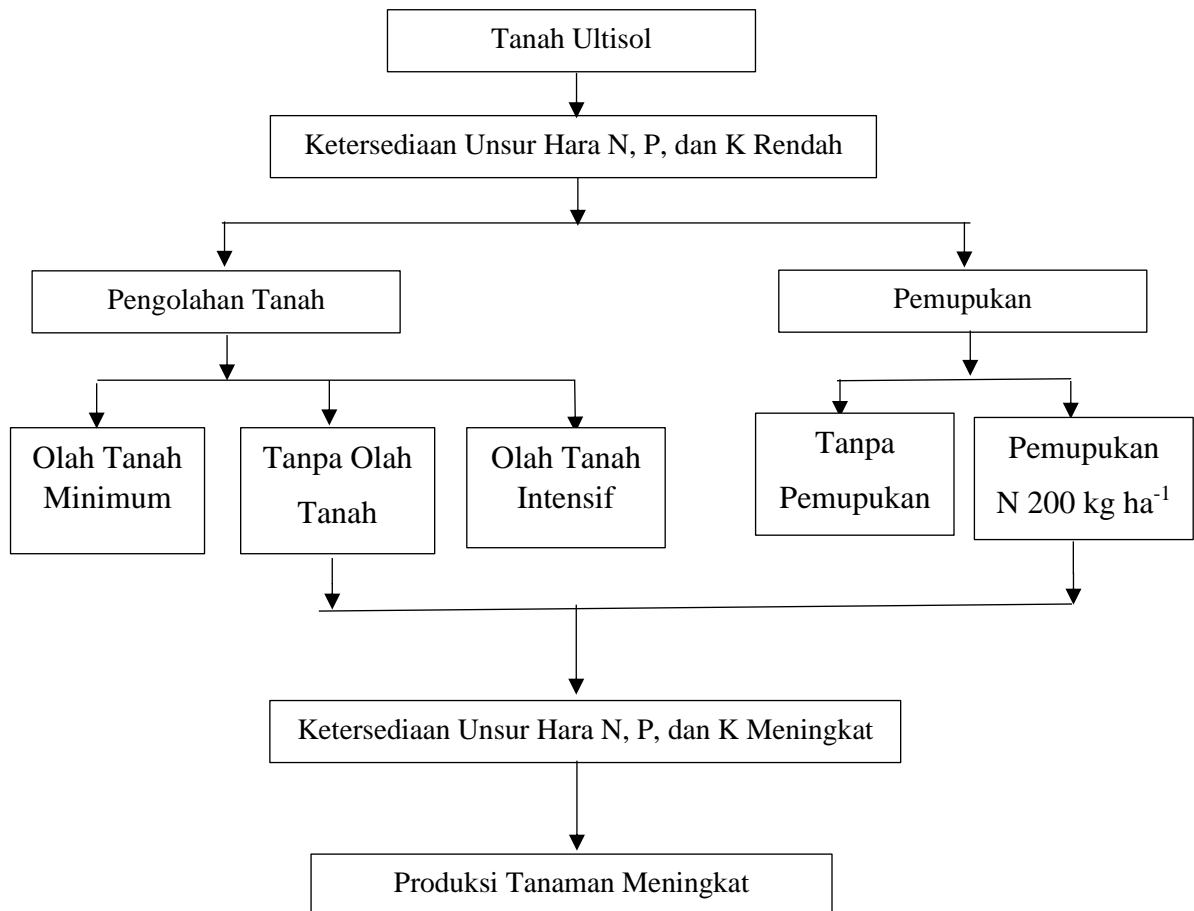 Tanah Ultisol
Ketersediaan Unsur Hara N, P, dan K Rendah
Pengolahan Tanah
Pemupukan
Olah Tanah
Minimum
Tanpa Olah
Tanah
Olah Tanah
Intensif
Tanpa
Pemupukan
Pemupukan
N 200 kg ha⁻¹
Ketersediaan Unsur Hara N, P, dan K Meningkat
Produksi Tanaman Meningkat